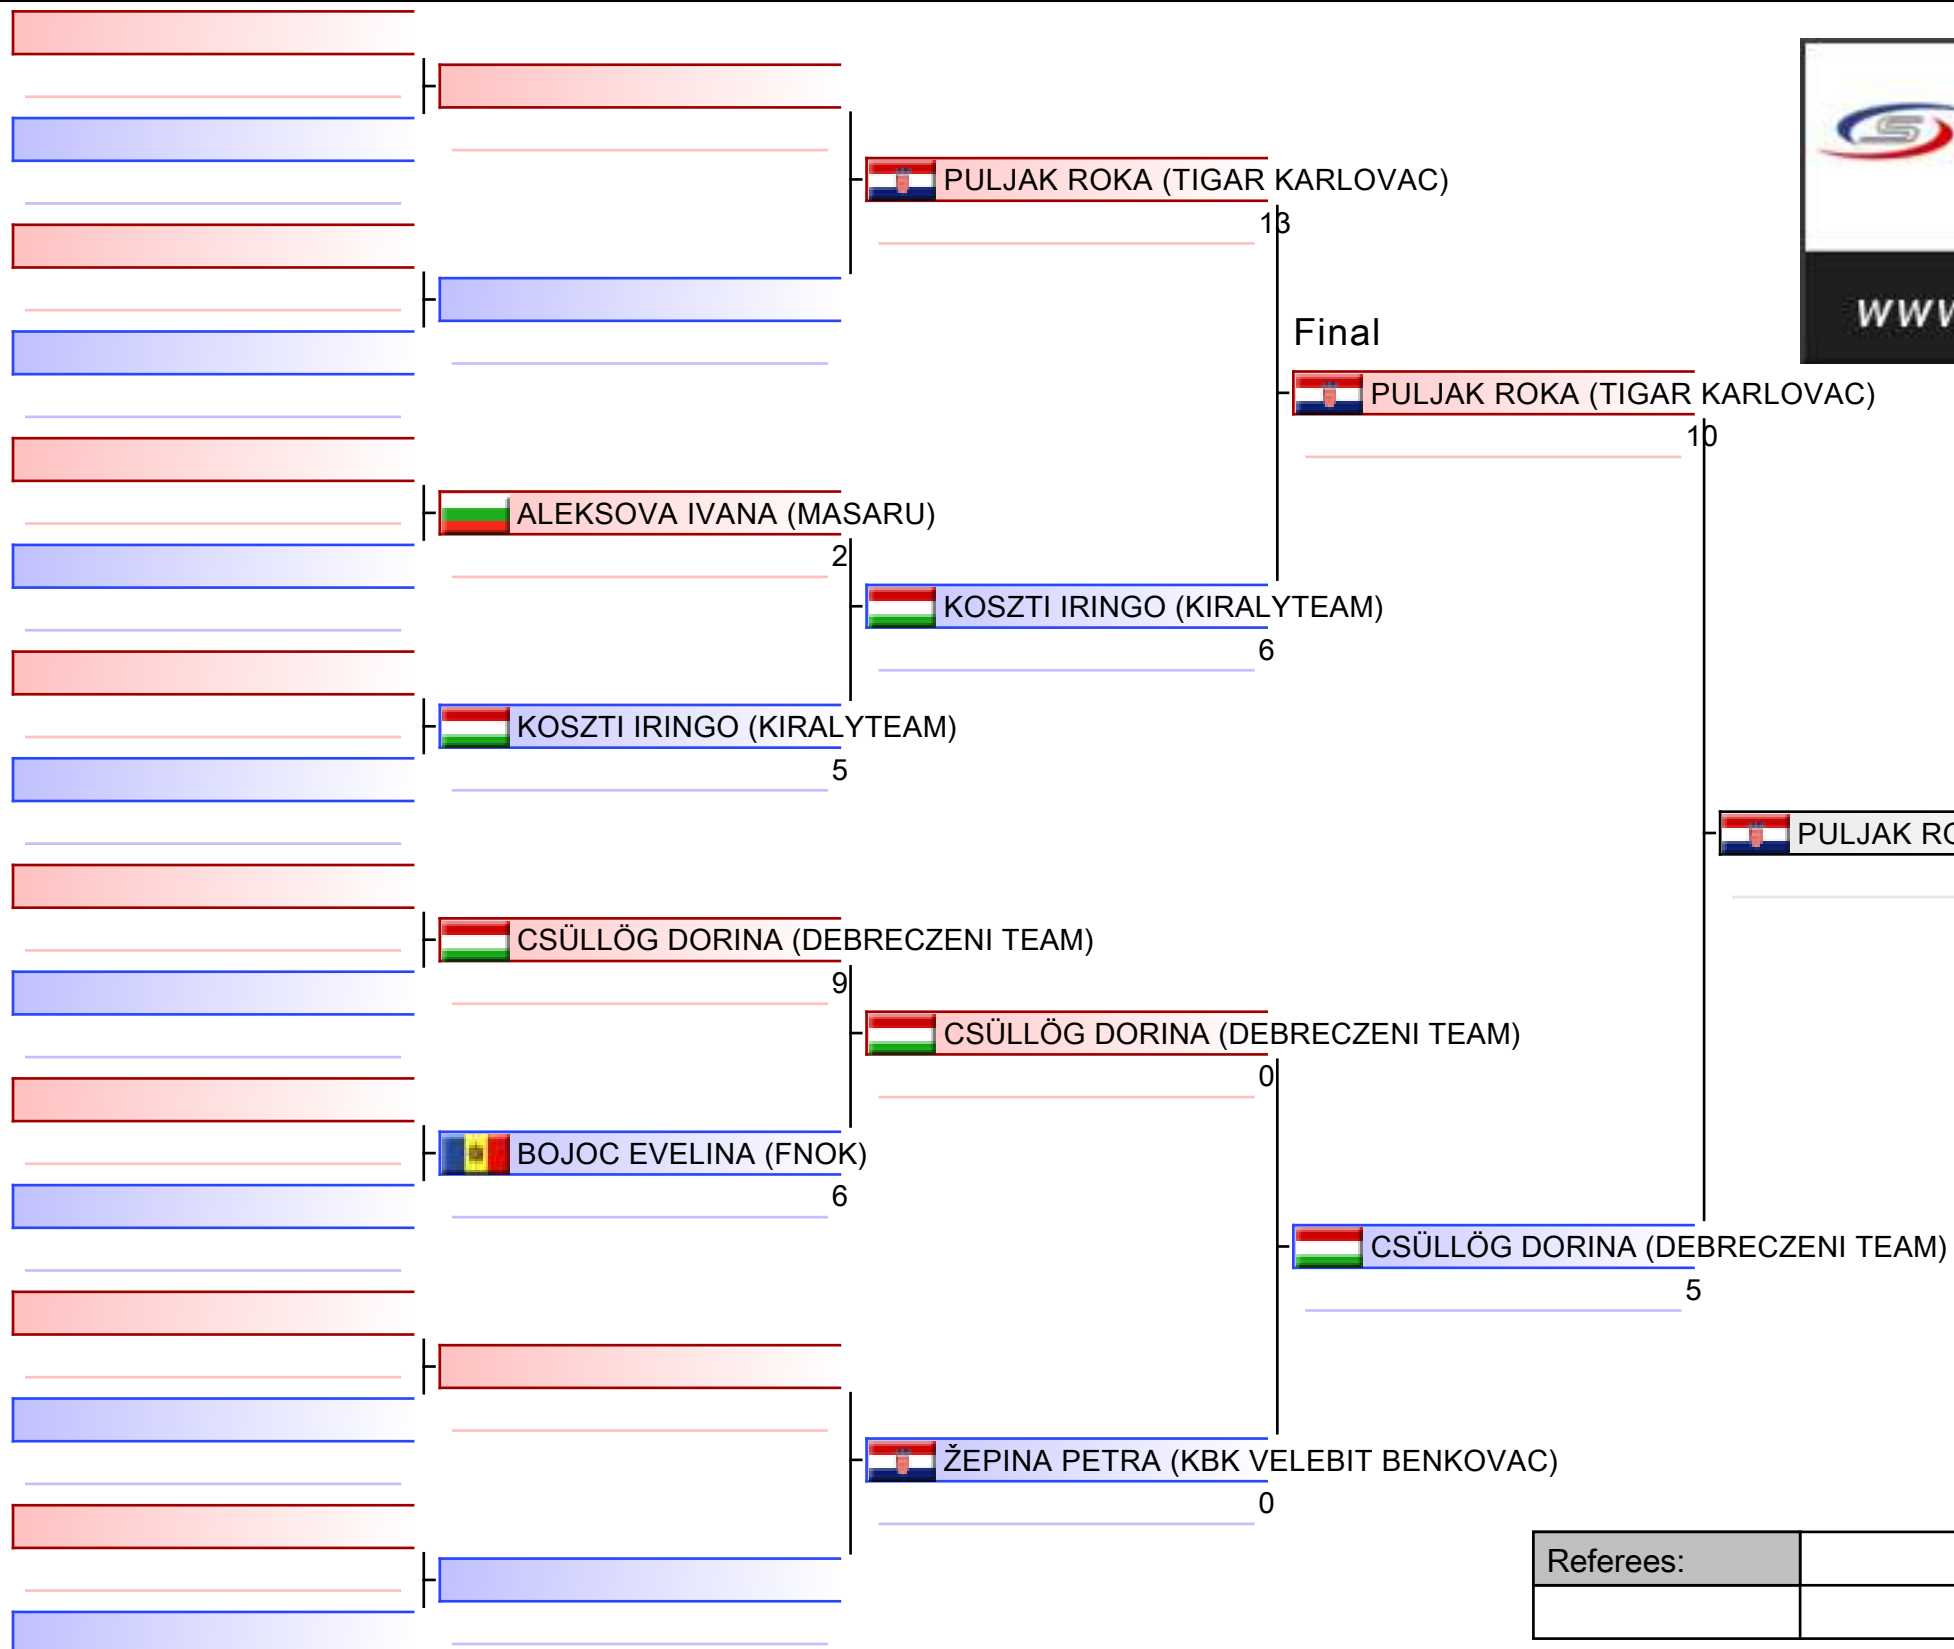 PULJAK ROKA (TIGAR KARLOVAC)
13
Final
PULJAK ROKA (TIGAR KARLOVAC)
10
ALEKSOVA IVANA (MASARU)
2
KOSZTI IRINGO (KIRALYTEAM)
6
KOSZTI IRINGO (KIRALYTEAM)
5
PULJAK RO
CSÜLLÖG DORINA (DEBRECZENI TEAM)
9
CSÜLLÖG DORINA (DEBRECZENI TEAM)
0
BOJOC EVELINA (FNOK)
6
CSÜLLÖG DORINA (DEBRECZENI TEAM)
5
ŽEPINA PETRA (KBK VELEBIT BENKOVAC)
0
Referees:
S
www